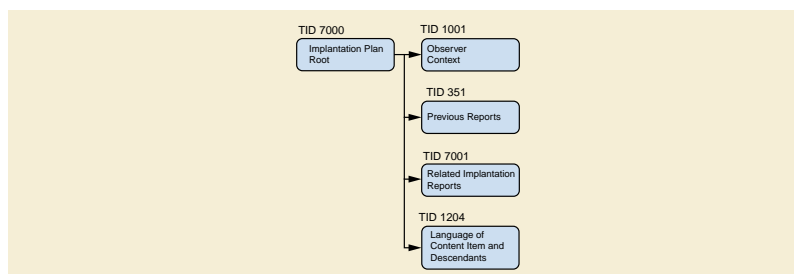 TID 7000
Implantation Plan
Root
TID 1001
Observer
Context
TID 351
Previous Reports
TID 7001
Related Implantation
Reports
TID 1204
Language of
Content Item and
Descendants